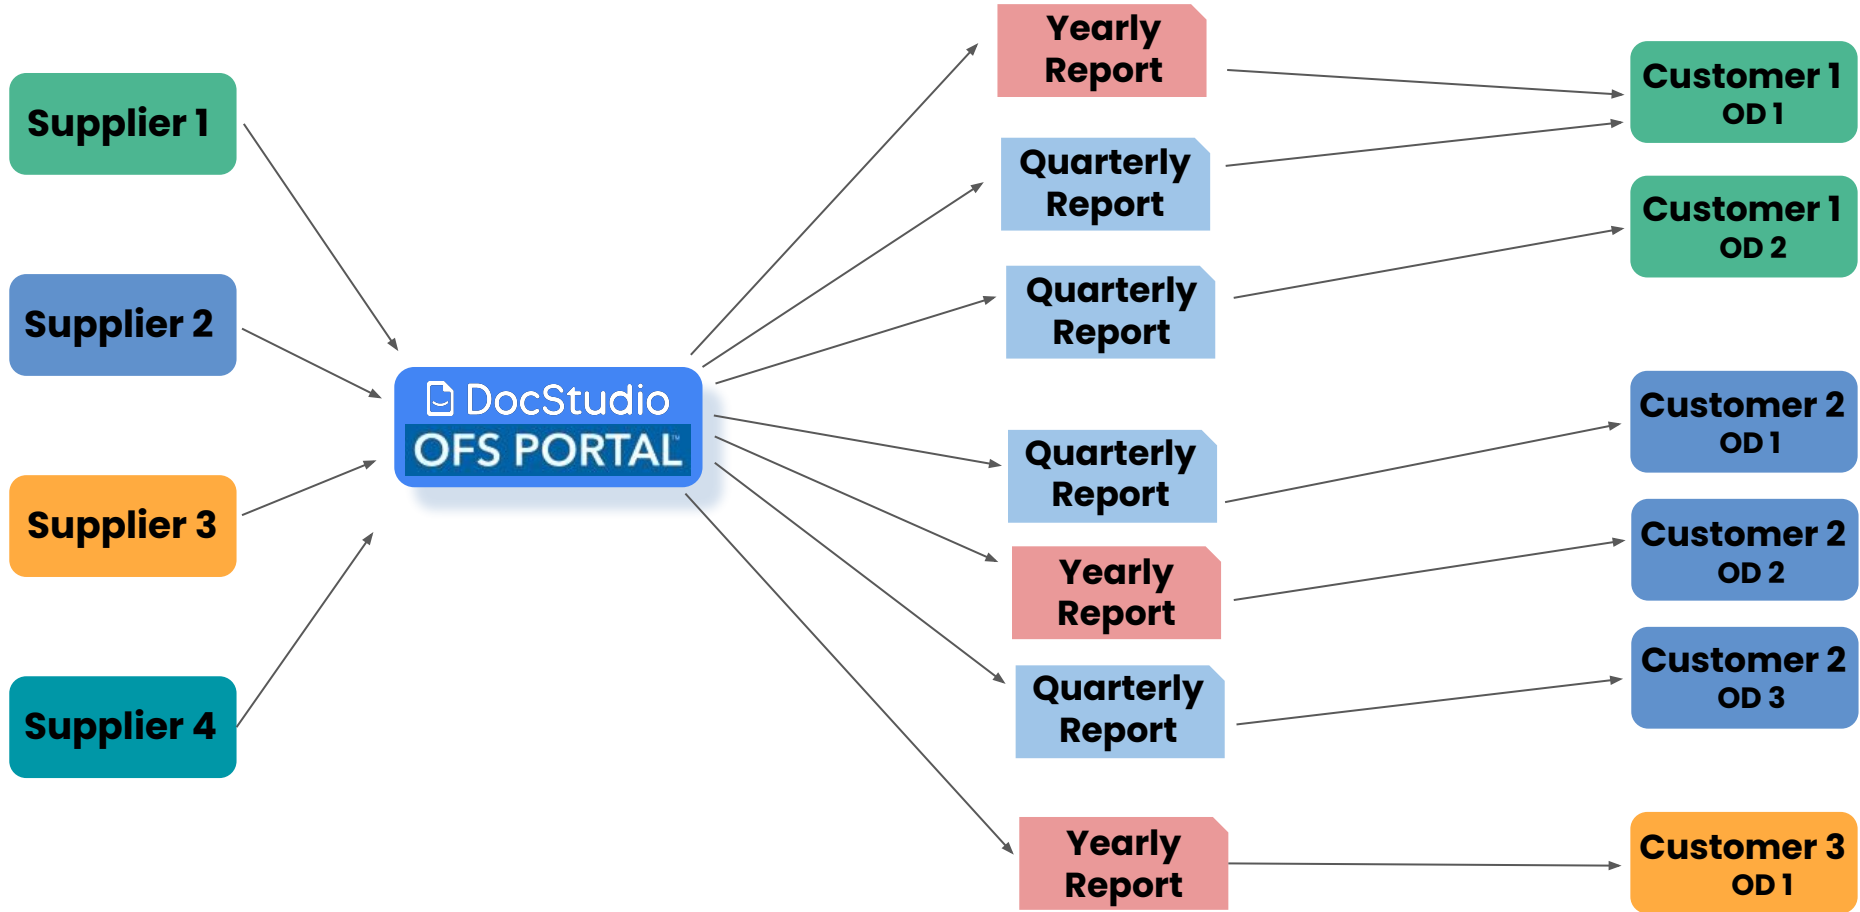 Supplier 1
Supplier 2
Supplier 3
Supplier 4
DocStudio
OFS PORTAL™
Yearly
Report
Quarterly
Report
Quarterly
Report
Quarterly
Report
Yearly
Report
Quarterly
Report
Yearly
Report
Customer 1
OD 1
Customer 1
OD 2
Customer 2
OD 1
Customer 2
OD 2
Customer 2
OD 3
Customer 3
OD 1